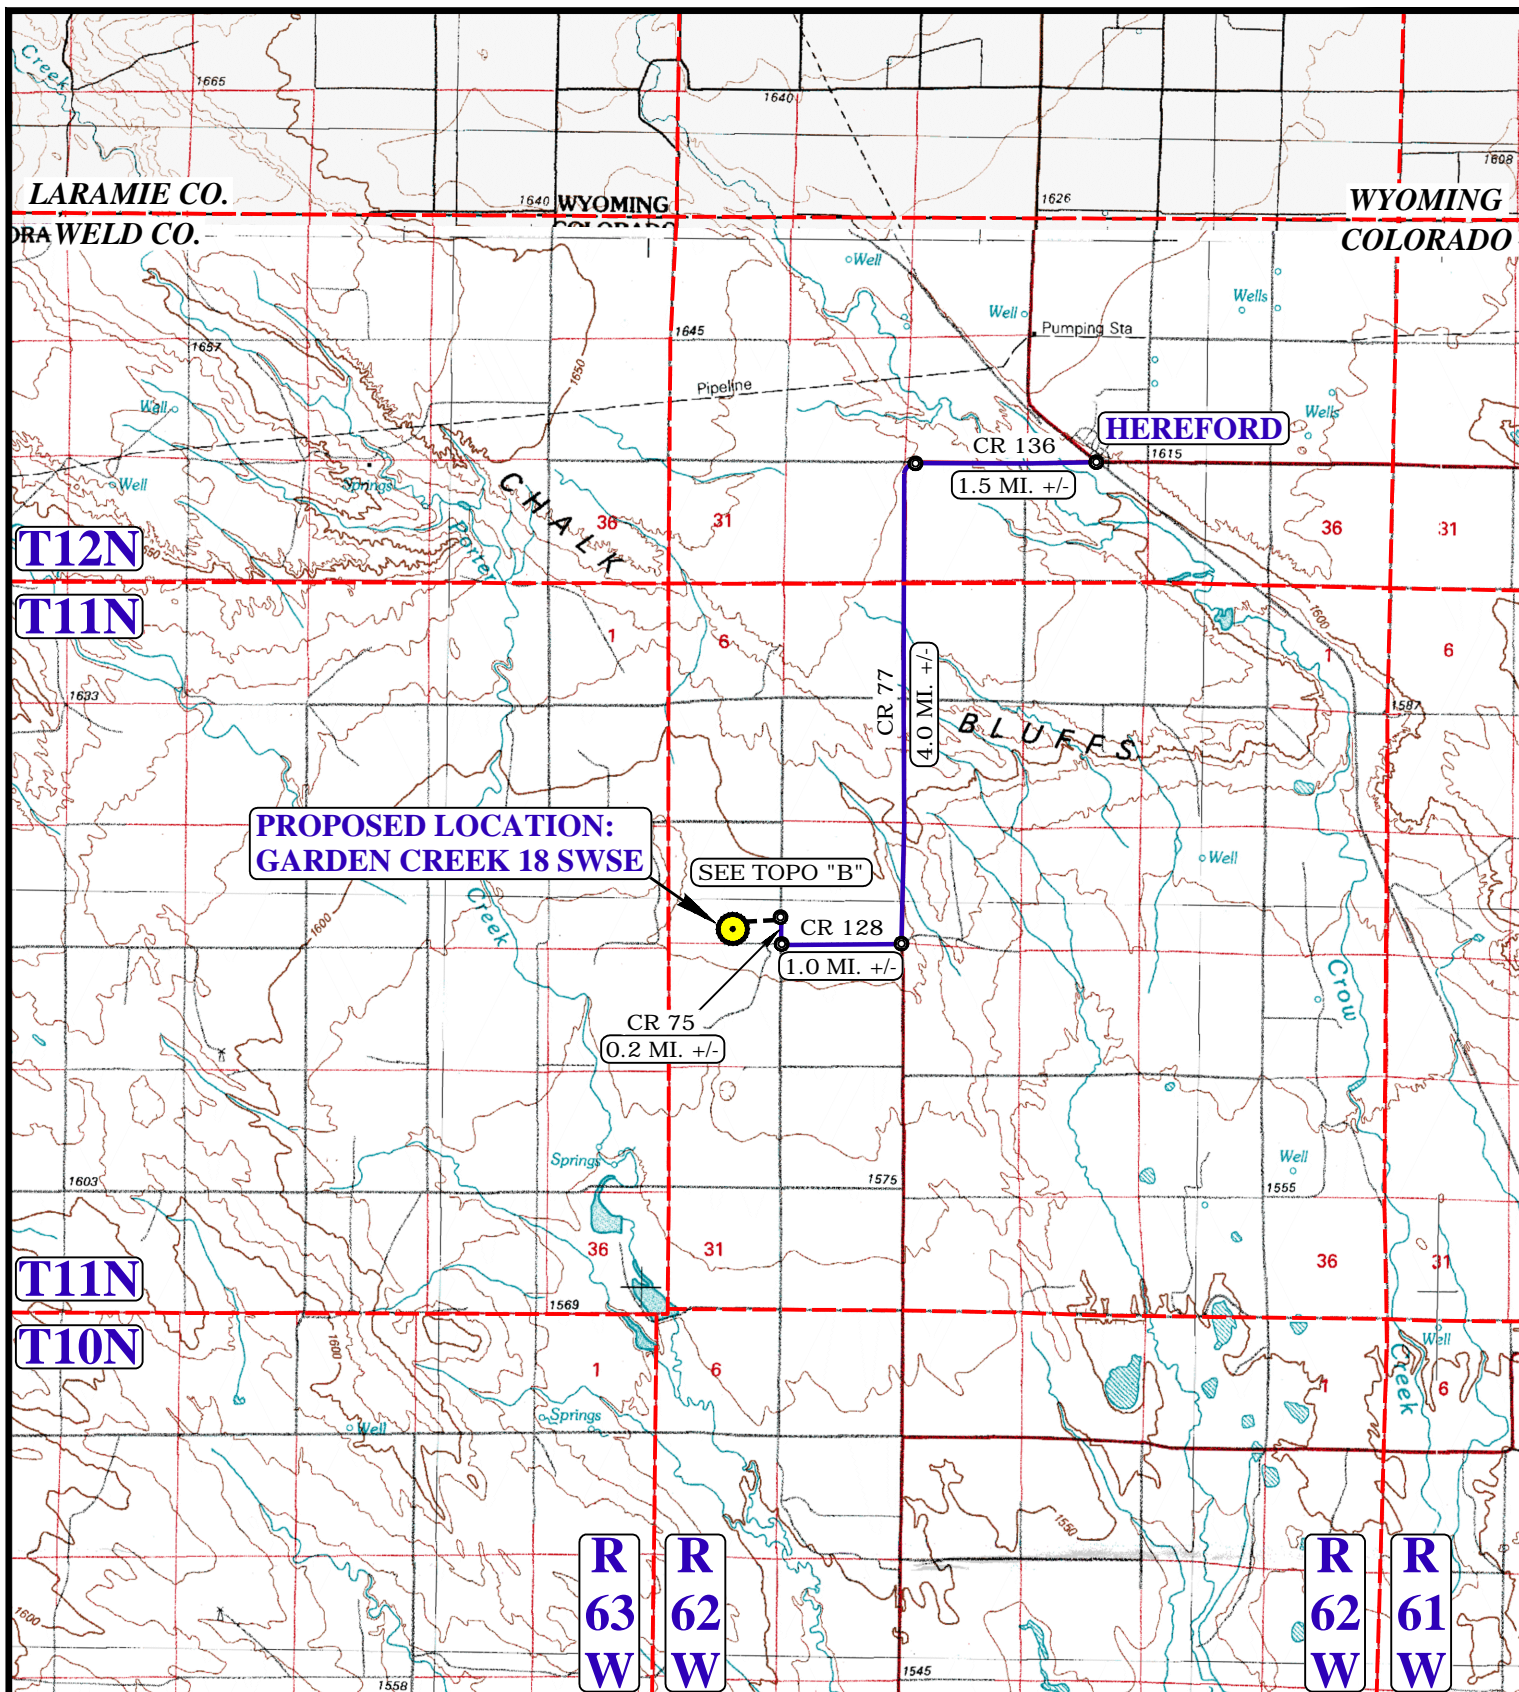 Creek
1665
1640
1608
LARAMIE CO.
1640
WYOMING
1626
WYOMING
WELD CO.
COLORADO
COLORADO
Well
Well
Wells
1645
Pumping Sta
1657
1650
Pipeline
Well
Wells
HEREFORD
CR 136
1615
1.5 MI. +/-
Well
Springs
CHALK
36
31
36
31
Porter
T12N
T11N
1600
1
6
1
6
CR 77
4.0 MI. +/-
1633
1587
BLUFFS
PROPOSED LOCATION:
GARDEN CREEK 18 SWSE
SEE TOPO "B"
Well
Creek
1600
CR 128
1.0 MI. +/-
Crow
CR 75
0.2 MI. +/-
Springs
Well
1603
1575
1555
36
31
36
31
T11N
1569
T10N
1600
Well
1
6
1
6
Creek
Springs
Well
1550
R
63
W
R
62
W
R
62
W
R
61
W
1600
1545
1558